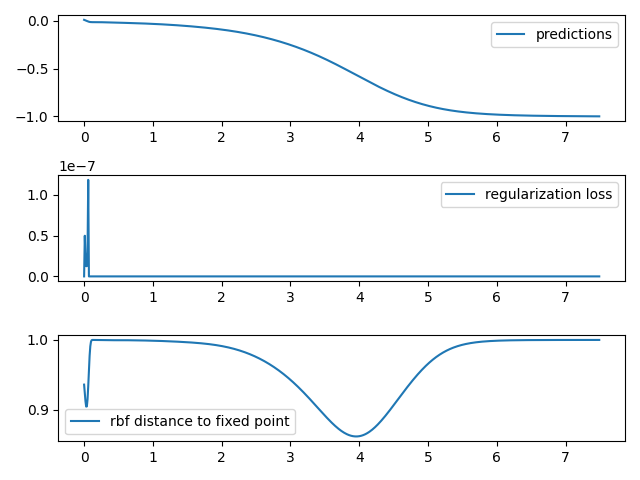 0.0
−0.5
−1.0
predictions
0 1 2 3 4 5 6 7
1e−7
1.0
0.5
0.0
regularization loss
0 1 2 3 4 5 6 7
1.0
0.9
rbf distance to fixed point
0 1 2 3 4 5 6 7